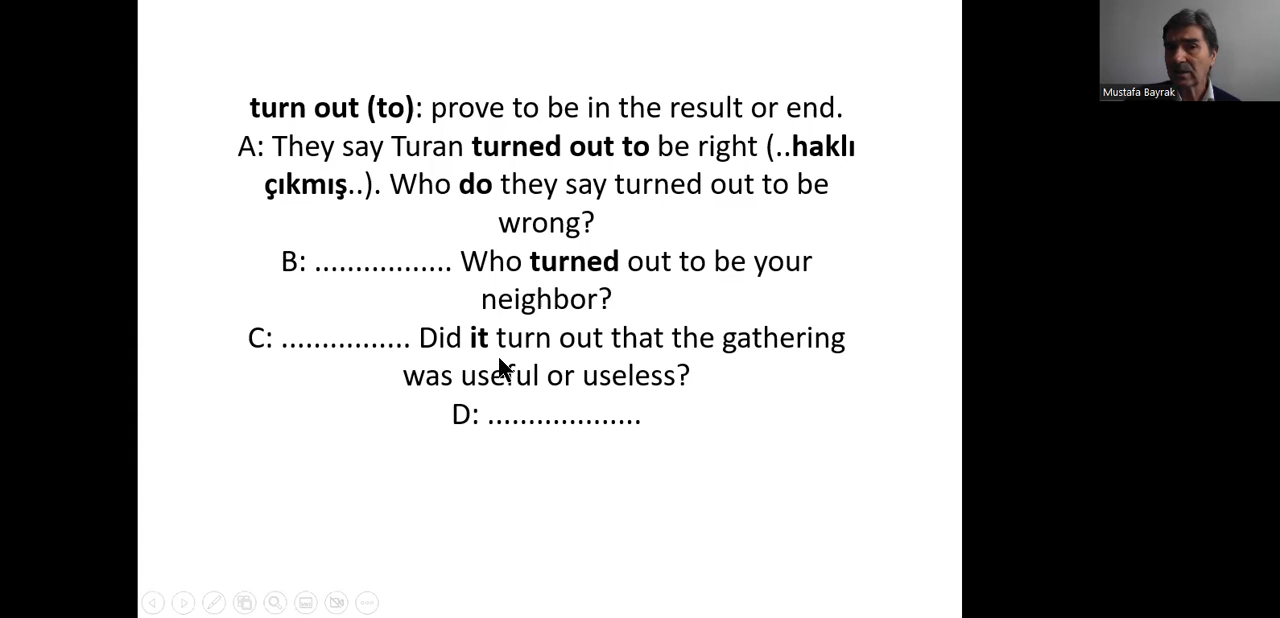 turn out (to): prove to be in the result or end.
A: They say Turan turned out to be right (..haklı
çıkmış..). Who do they say turned out to be
wrong?
B: ................. Who turned out to be your
neighbor?
C: ................ Did it turn out that the gathering
was useful or useless?
D: ...................
Mustafa Bayrak